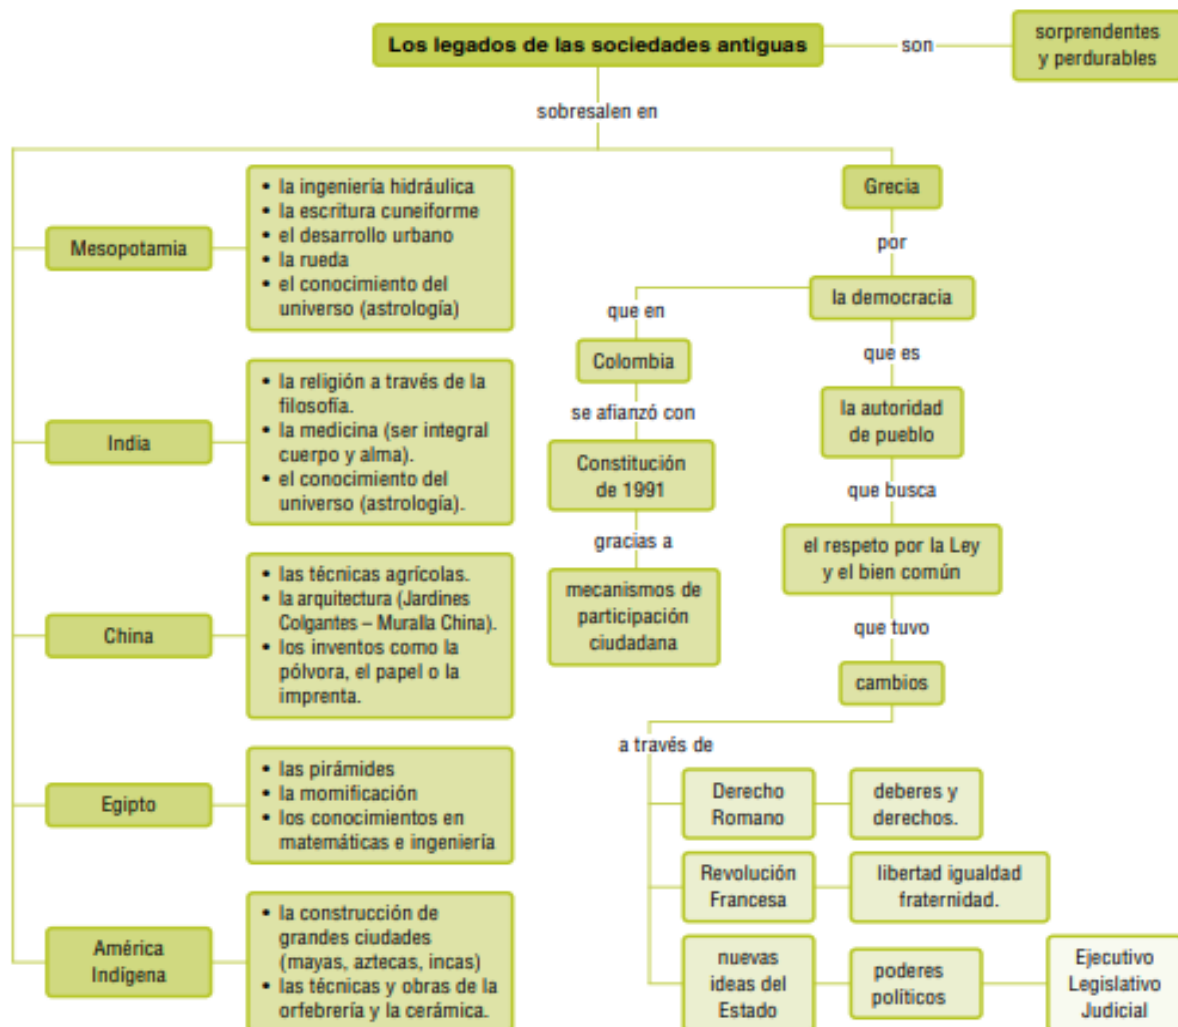 Los legados de las sociedades antiguas
son
sorprendentes
y perdurables
sobresalen en
Mesopotamia
• la ingeniería hidráulica
• la escritura cuneiforme
• el desarrollo urbano
• la rueda
• el conocimiento del
universo (astrología)
India
• la religión a través de la
filosofía.
• la medicina (ser integral
cuerpo y alma).
• el conocimiento del
universo (astrología).
China
• las técnicas agrícolas.
• la arquitectura (Jardines
Colgantes – Muralla China).
• los inventos como la
pólvora, el papel o la
imprenta.
Egipto
• las pirámides
• la momificación
• los conocimientos en
matemáticas e ingeniería
América
Indígena
• la construcción de
grandes ciudades
(mayas, aztecas, incas)
• las técnicas y obras de la
orfebrería y la cerámica.
Grecia
por
la democracia
que en
Colombia
se afianzó con
Constitución
de 1991
gracias a
mecanismos de
participación
ciudadana
que es
la autoridad
de pueblo
que busca
el respeto por la Ley
y el bien común
que tuvo
cambios
a través de
Derecho
Romano
deberes y
derechos.
Revolución
Francesa
libertad igualdad
fraternidad.
nuevas
ideas del
Estado
poderes
políticos
Ejecutivo
Legislativo
Judicial